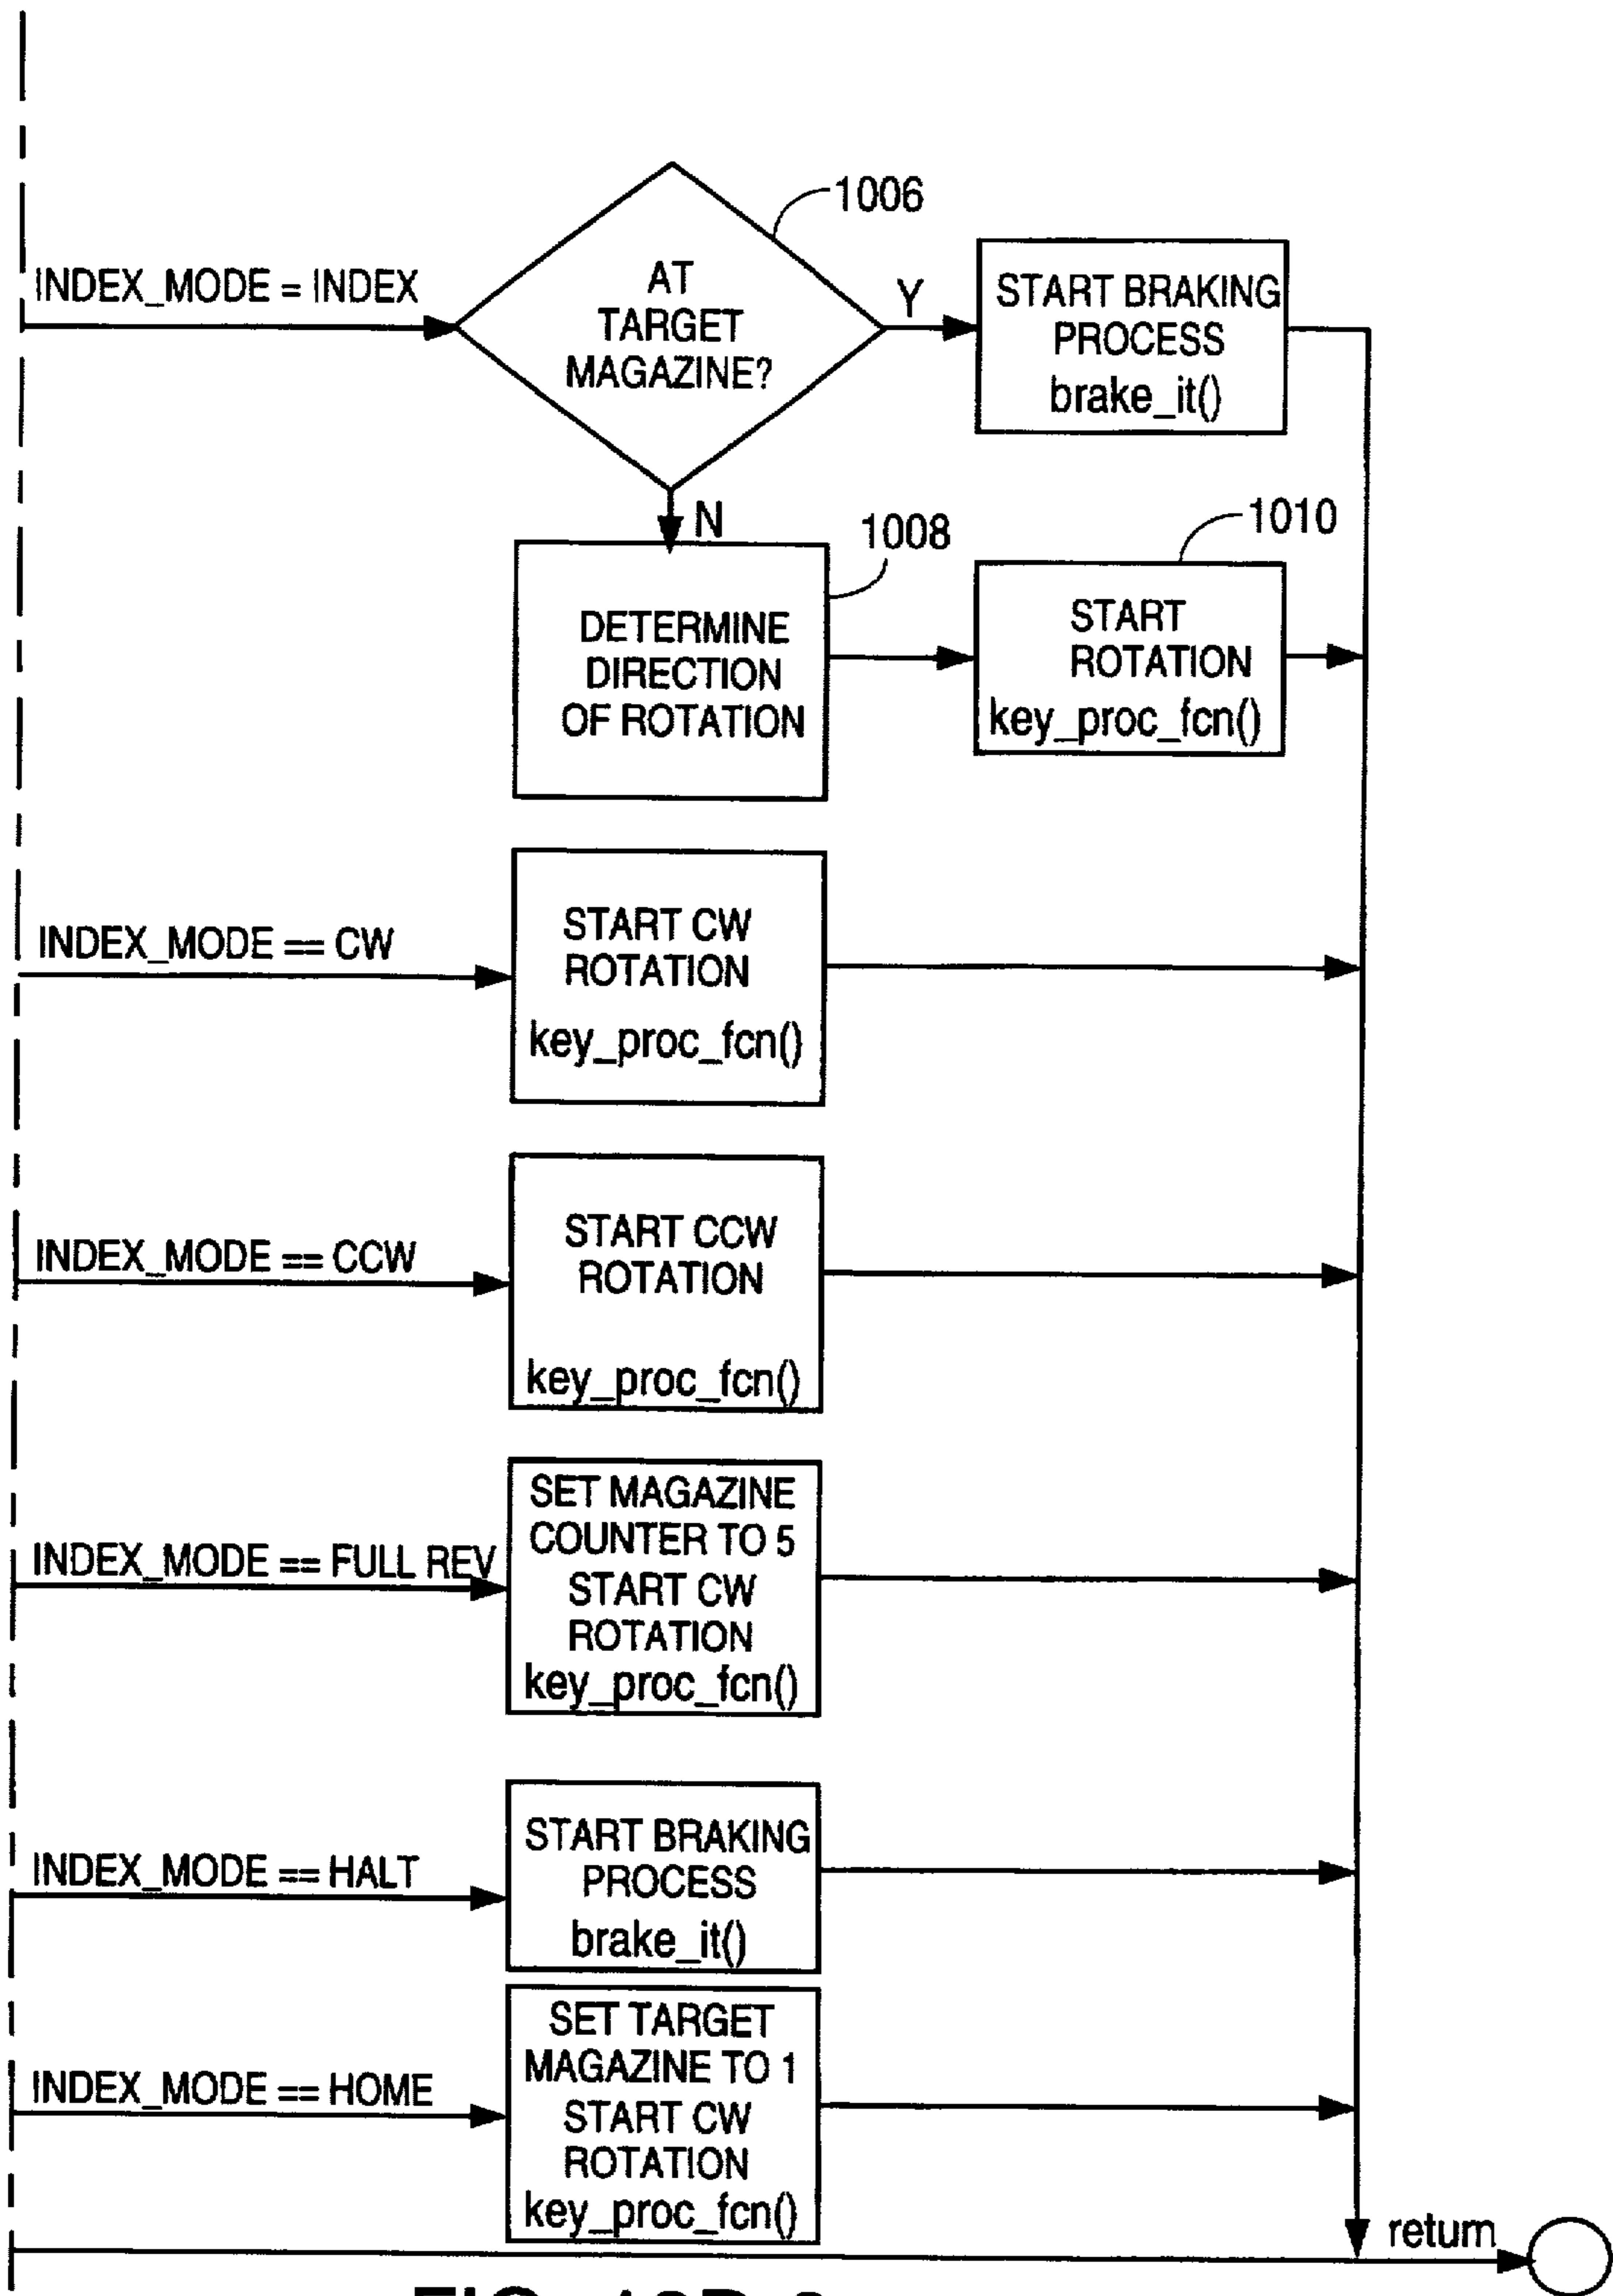 1006
INDEX_MODE = INDEX
AT
TARGET
MAGAZINE?
Y
START BRAKING
PROCESS
brake_it()
N
1008
1010
DETERMINE
DIRECTION
OF ROTATION
START
ROTATION
key_proc_fcn()
INDEX_MODE == CW
START CW
ROTATION
key_proc_fcn()
INDEX_MODE == CCW
START CCW
ROTATION
key_proc_fcn()
INDEX_MODE == FULL REV
SET MAGAZINE
COUNTER TO 5
START CW
ROTATION
key_proc_fcn()
INDEX_MODE == HALT
START BRAKING
PROCESS
brake_it()
INDEX_MODE == HOME
SET TARGET
MAGAZINE TO 1
START CW
ROTATION
key_proc_fcn()
return